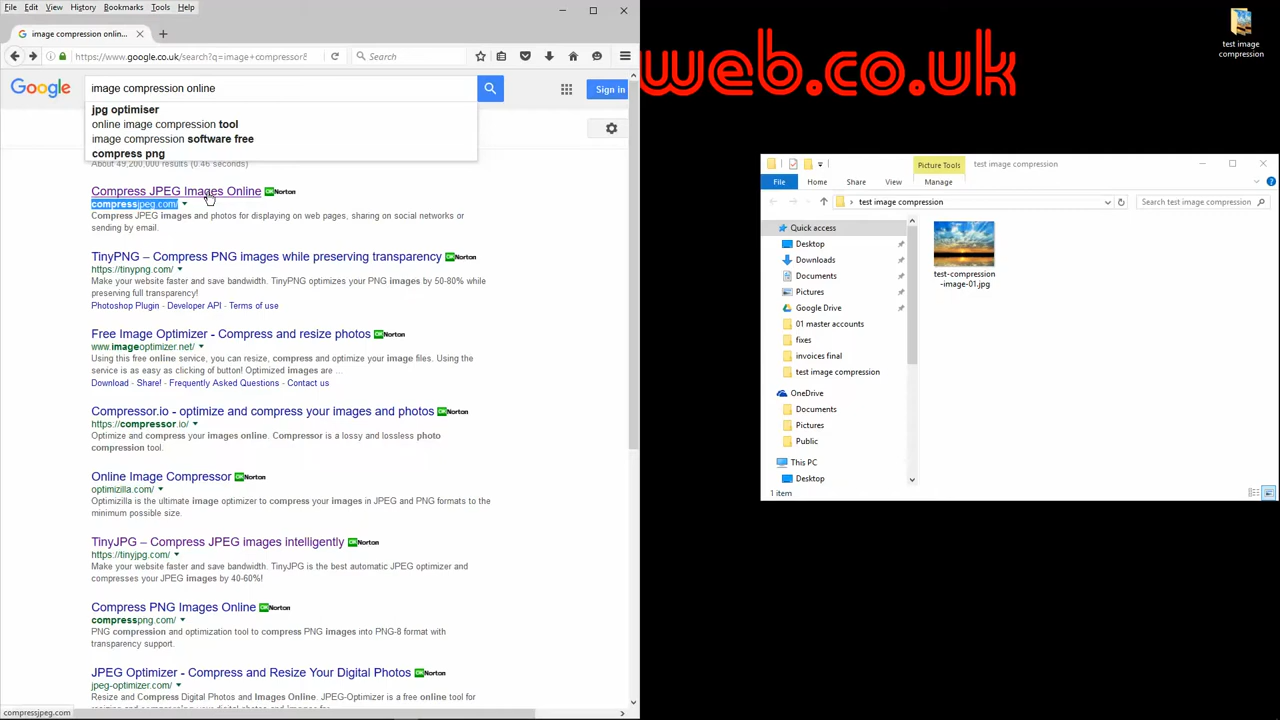 File Edit View History Bookmarks Tools Help
image compression onlin...
https://www.google.co.uk/search?q=image+compressor
Search
Google
image compression online
Sign in
jpg optimiser
online image compression tool
image compression software free
compress png
About 49,200,000 results (0.46 seconds)
Compress JPEG Images Online Norton
compressjpeg.com/
Compress JPEG images and photos for displaying on web pages, sharing on social networks or
sending by email.
TinyPNG – Compress PNG images while preserving transparency Norton
https://tinypng.com/
Make your website faster and save bandwidth. TinyPNG optimizes your PNG images by 50-80% while
preserving full transparency!
Photoshop Plugin - Developer API - Terms of use
Free Image Optimizer - Compress and resize photos Norton
www.imageoptimizer.net/
Using this free online service, you can resize, compress and optimize your image files. Using the
service is as easy as clicking of button! Optimized images are ...
Download - Share! - Frequently Asked Questions - Contact us
Compressor.io - optimize and compress your images and photos Norton
https://compressor.io/
Optimize and compress your images online. Compressor is a lossy and lossless photo
compression tool.
Online Image Compressor Norton
optimizilla.com/
Optimizilla is the ultimate image optimizer to compress your images in JPEG and PNG formats to the
minimum possible size.
TinyJPG – Compress JPEG images intelligently Norton
https://tinyjpg.com/
Make your website faster and save bandwidth. TinyJPG is the best automatic JPEG optimizer and
compresses your JPEG images by 40-60%!
Compress PNG Images Online Norton
compresspng.com/
PNG compression and optimization tool to compress PNG images into PNG-8 format with
transparency support.
JPEG Optimizer - Compress and Resize Your Digital Photos Norton
jpeg-optimizer.com/
Resize and Compress Digital Photos and Images Online. JPEG-Optimizer is a free online tool for
compressjpeg.com
web.co.uk
test image
compression
Picture Tools
test image compression
File Home Share View Manage
test image compression
Search test image compression
Quick access
Desktop
Downloads
Documents
Pictures
Google Drive
01 master accounts
fixes
invoices final
test image compression
OneDrive
Documents
Pictures
Public
This PC
Desktop
test-compression
-image-01.jpg
1 item